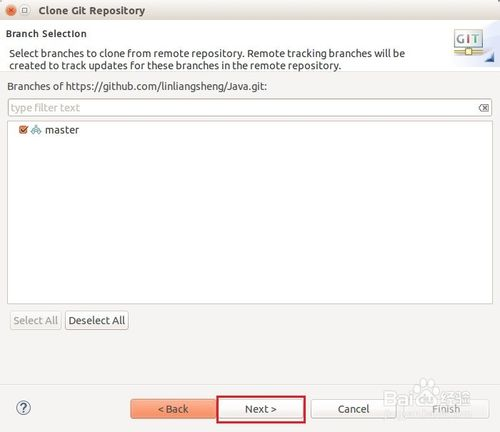 Clone Git Repository
Branch Selection
Select branches to clone from remote repository. Remote tracking branches will be
created to track updates for these branches in the remote repository.
GIT
Branches of https://github.com/linliangsheng/Java.git:
type filter text
master
Select All
Deselect All
?
< Back
Next >
Cancel
Finish
Baidu 经验